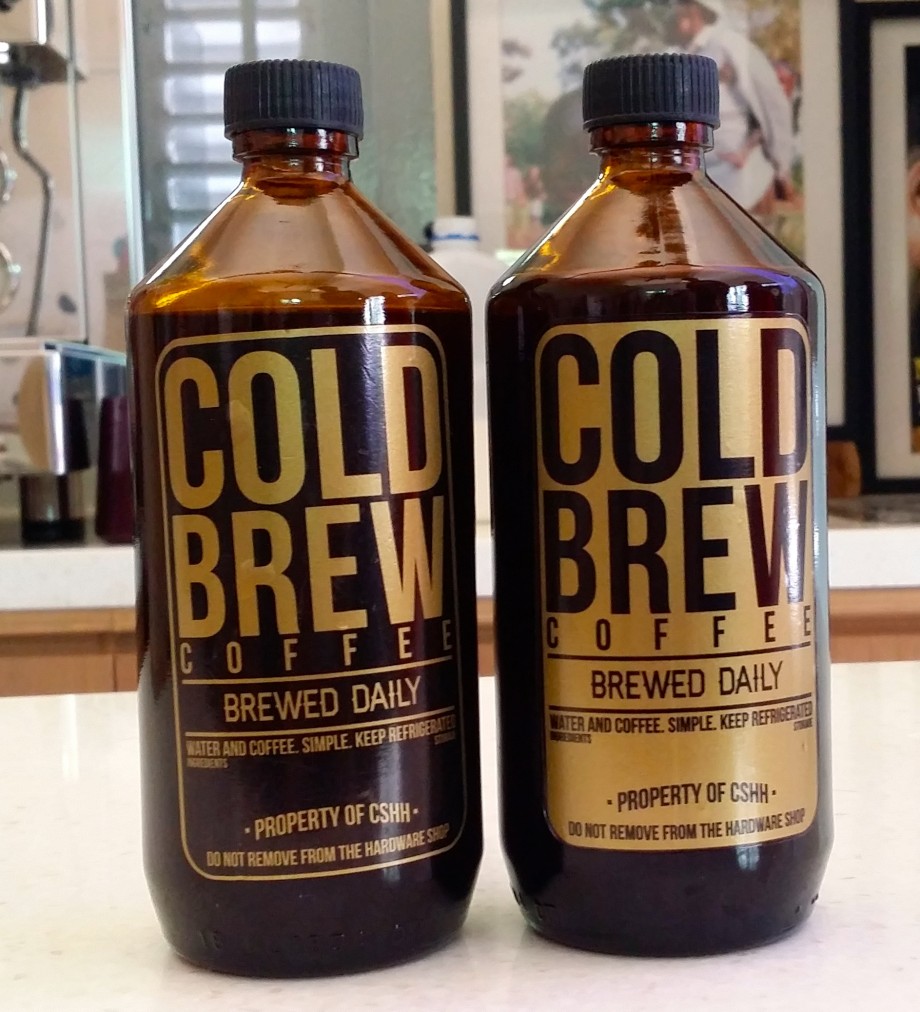 COLD
BREW
COFFEE
BREWED DAILY
WATER AND COFFEE. SIMPLE. KEEP REFRIGERATED
INGREDIENTS STORAGE
· PROPERTY OF CSHH ·
DO NOT REMOVE FROM THE HARDWARE SHOP
COLD
BREW
COFFEE
BREWED DAILY
WATER AND COFFEE. SIMPLE. KEEP REFRIGERATED
INGREDIENTS STORAGE
· PROPERTY OF CSHH ·
DO NOT REMOVE FROM THE HARDWARE SHOP